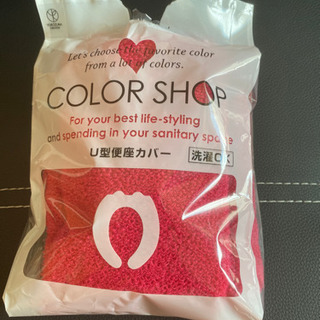 Let's choose the favorite color
from a lot of colors.
COLOR SHOP
For your best life-styling
and spending in your sanitary space
U型便座カバー
洗濯OK